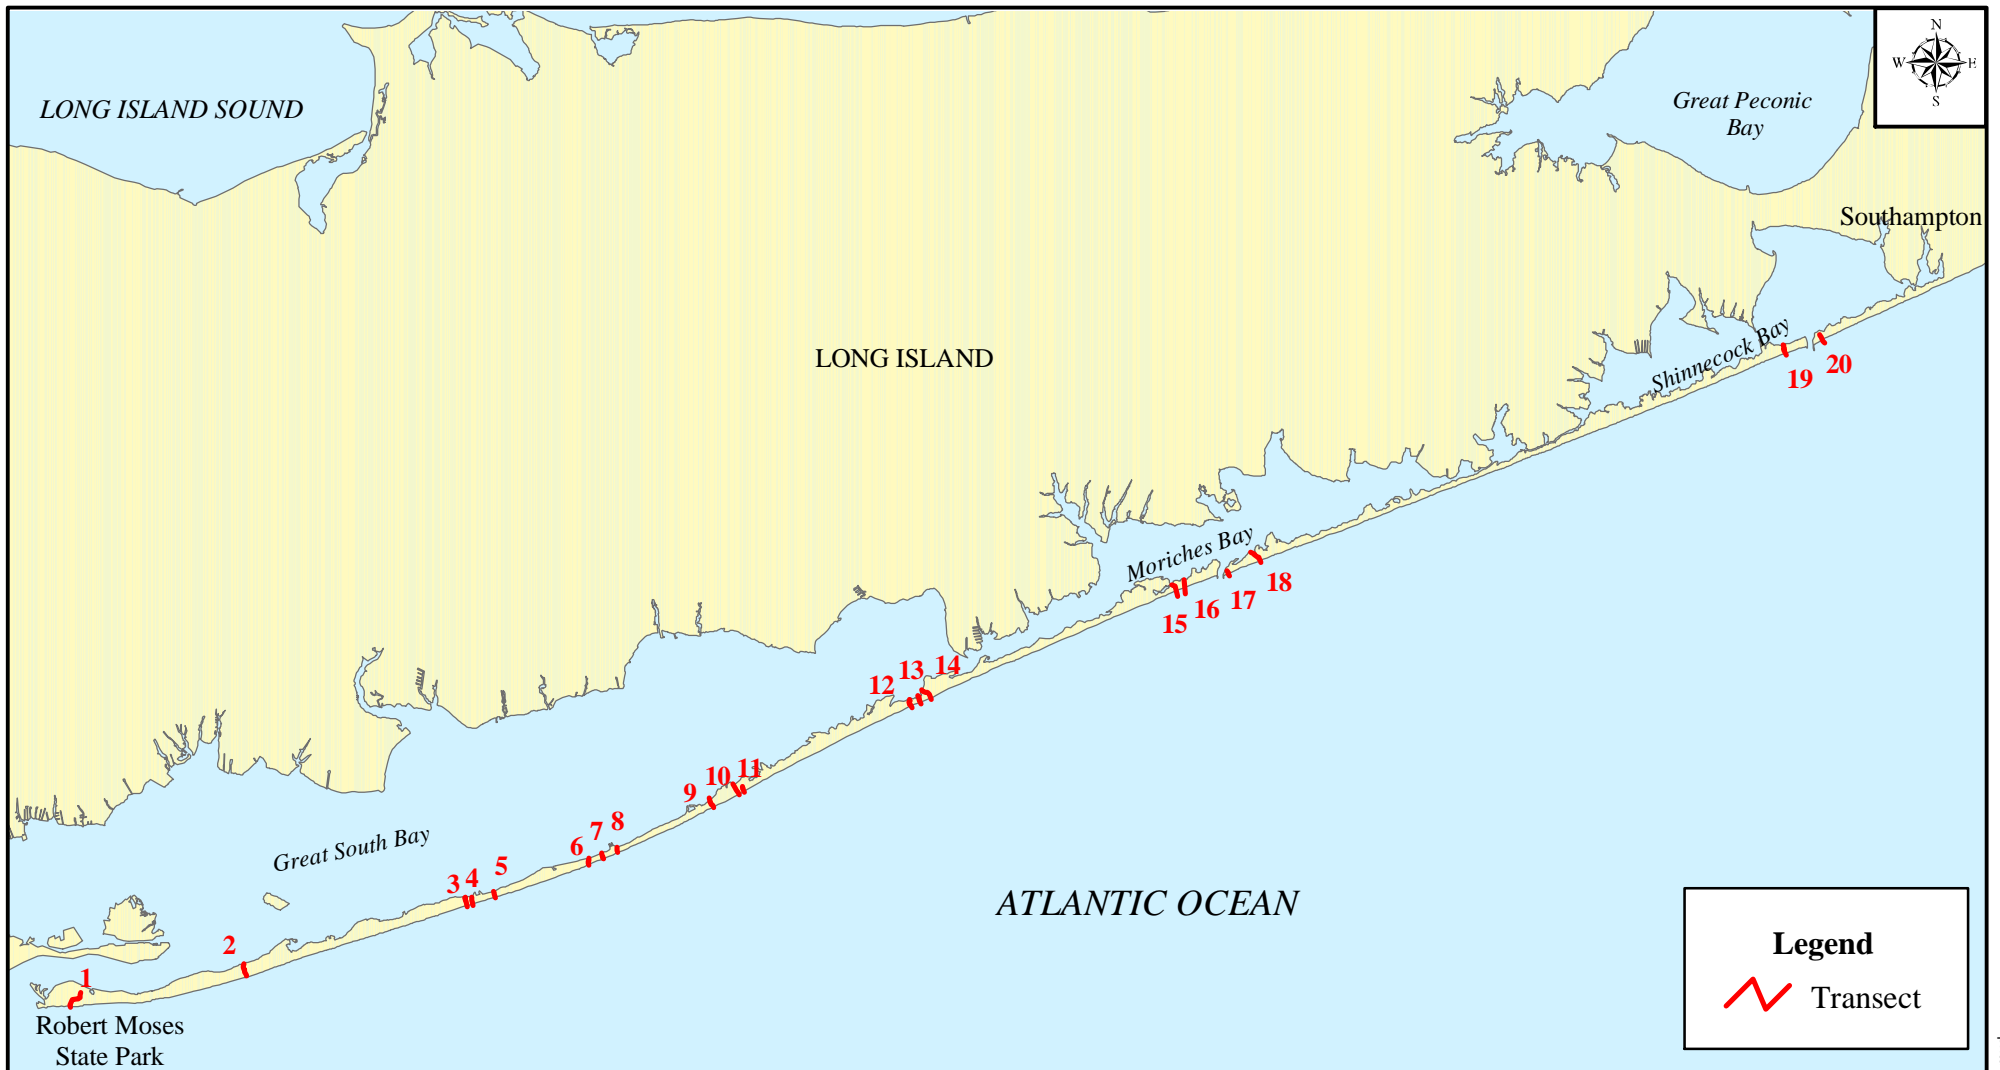 N
W E
S
LONG ISLAND SOUND
Great Peconic
Bay
Southampton
LONG ISLAND
Shinnecock Bay
19
20
Moriches Bay
15
16
17
18
12
13
14
9
10
11
6
7
8
Great South Bay
3
4
5
2
1
ATLANTIC OCEAN
Robert Moses
State Park
Legend
Transect